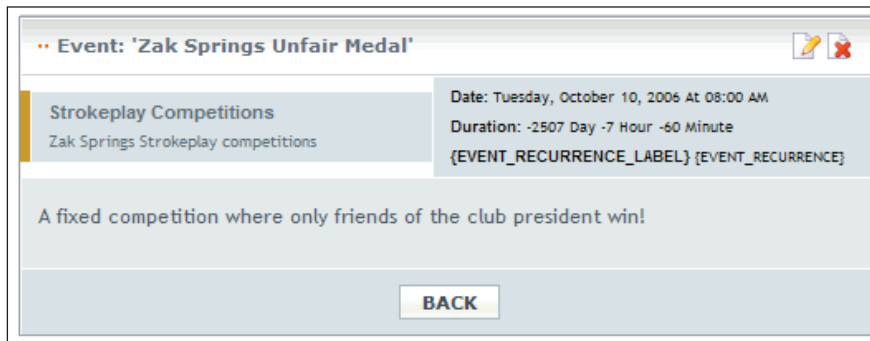 Event: 'Zak Springs Unfair Medal'
Strokeplay Competitions
Zak Springs Strokeplay competitions
Date: Tuesday, October 10, 2006 At 08:00 AM
Duration: -2507 Day -7 Hour -60 Minute
{EVENT_RECURRENCE_LABEL} {EVENT_RECURRENCE}
A fixed competition where only friends of the club president win!
BACK